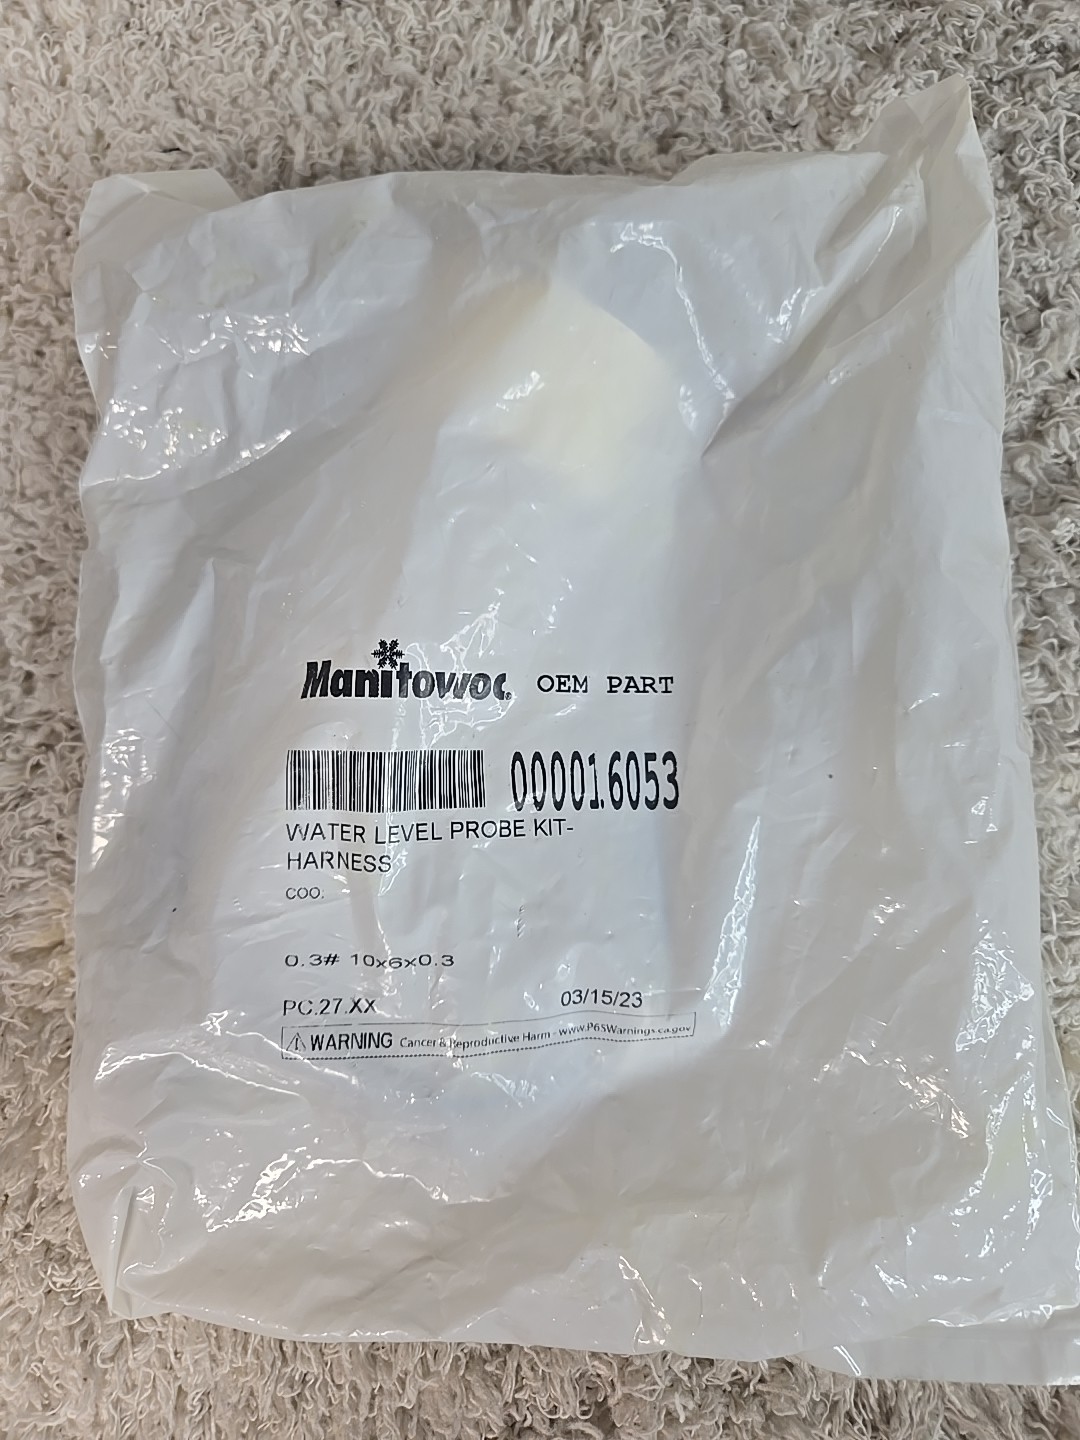 Manitowoc® OEM PART
000016053
WATER LEVEL PROBE KIT-
HARNESS
COO:
0.3# 10x6x0.3
PC.27.XX 03/15/23
⚠ WARNING Cancer & Reproductive Harm - www.P65Warnings.ca.gov